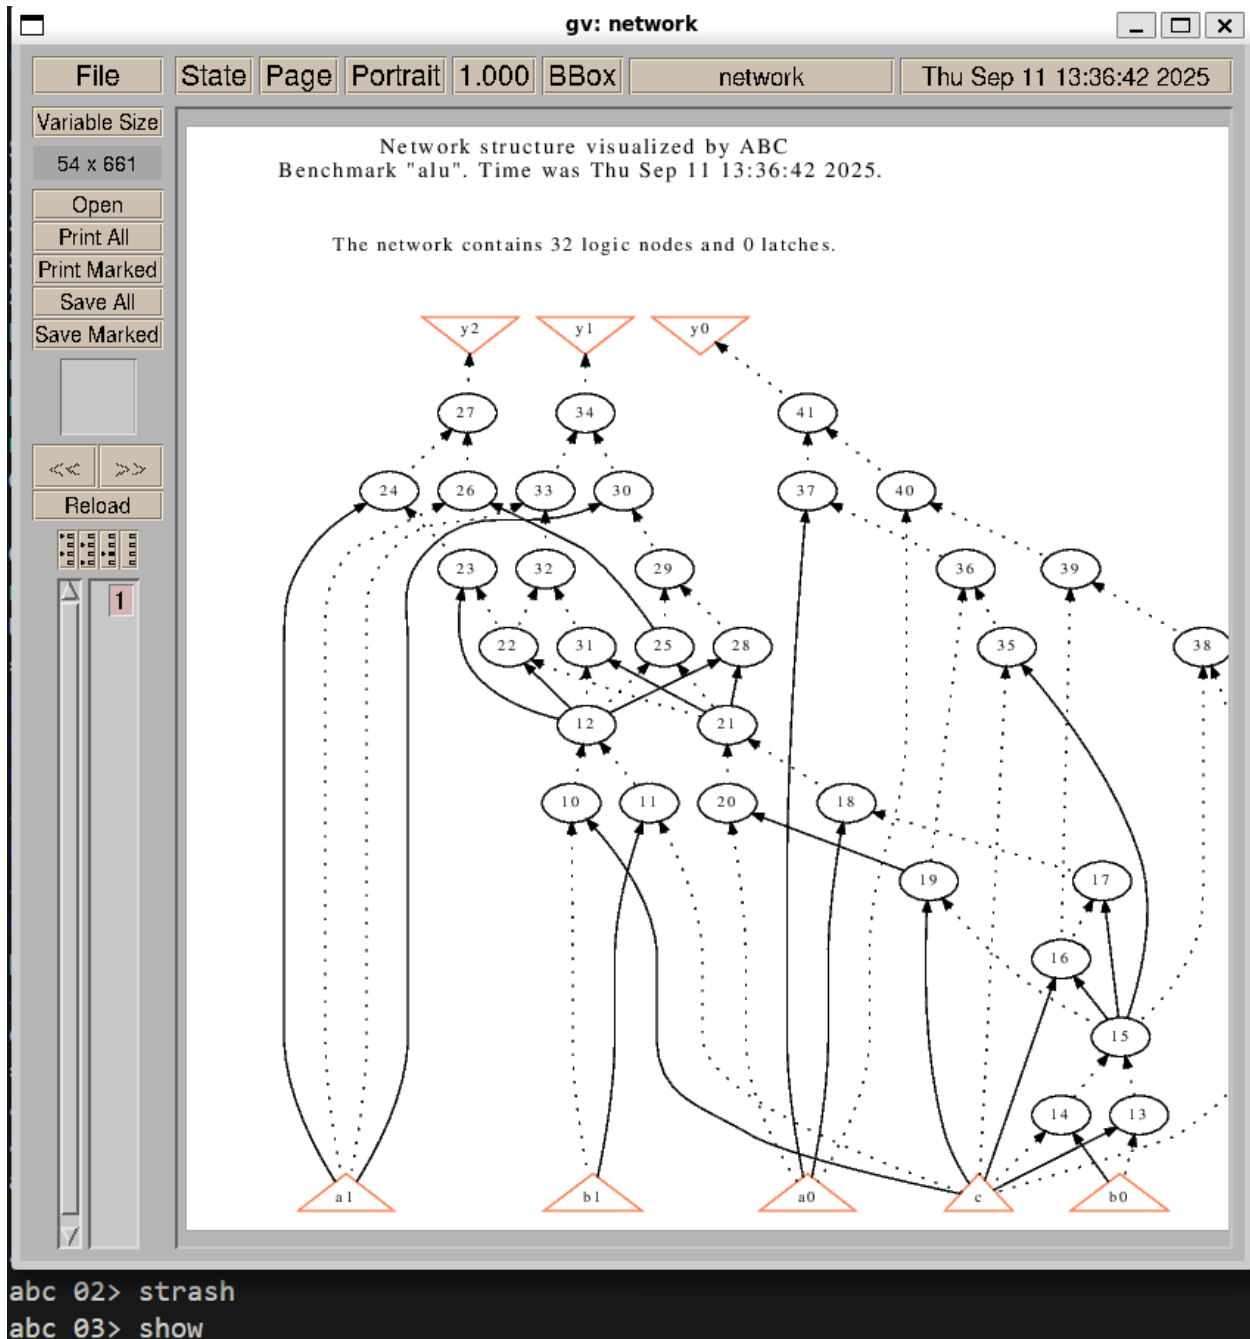 gv: network
File
State
Page
Portrait
1.000
BBox
network
Thu Sep 11 13:36:42 2025
Variable Size
54 x 661
Open
Print All
Print Marked
Save All
Save Marked
<<
>>
Reload
1
Network structure visualized by ABC
Benchmark "alu". Time was Thu Sep 11 13:36:42 2025.
The network contains 32 logic nodes and 0 latches.
y2 y1 y0
27 34 41
24 26 33 30 37 40
23 32 29 36 39
22 31 25 28 35 38
12 21
10 11 20 18
19 17
16
15
14 13
a1 b1 a0 c b0
abc 02> strash
abc 03> show